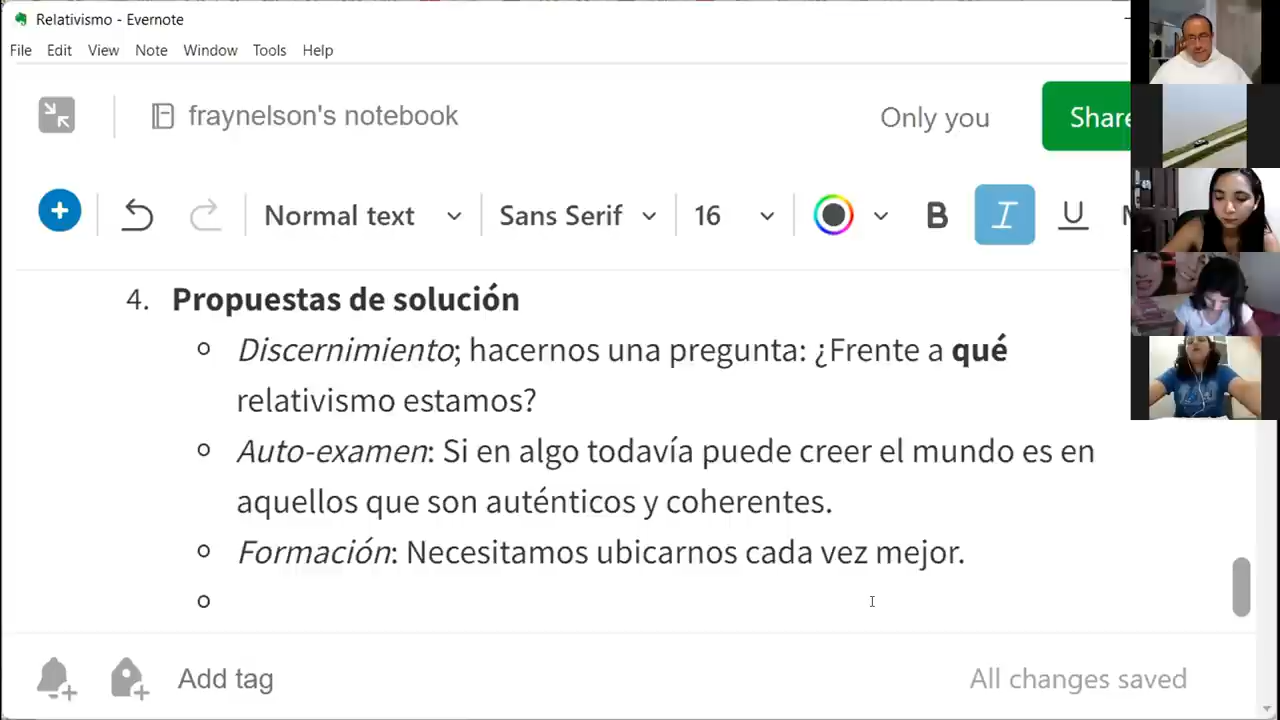 Relativismo - Evernote
File Edit View Note Window Tools Help
fraynelson's notebook
Only you
Share
Normal text
Sans Serif
16
B I U
4. Propuestas de solución
Discernimiento; hacernos una pregunta: ¿Frente a qué
relativismo estamos?
Auto-examen: Si en algo todavía puede creer el mundo es en
aquellos que son auténticos y coherentes.
Formación: Necesitamos ubicarnos cada vez mejor.
Add tag
All changes saved